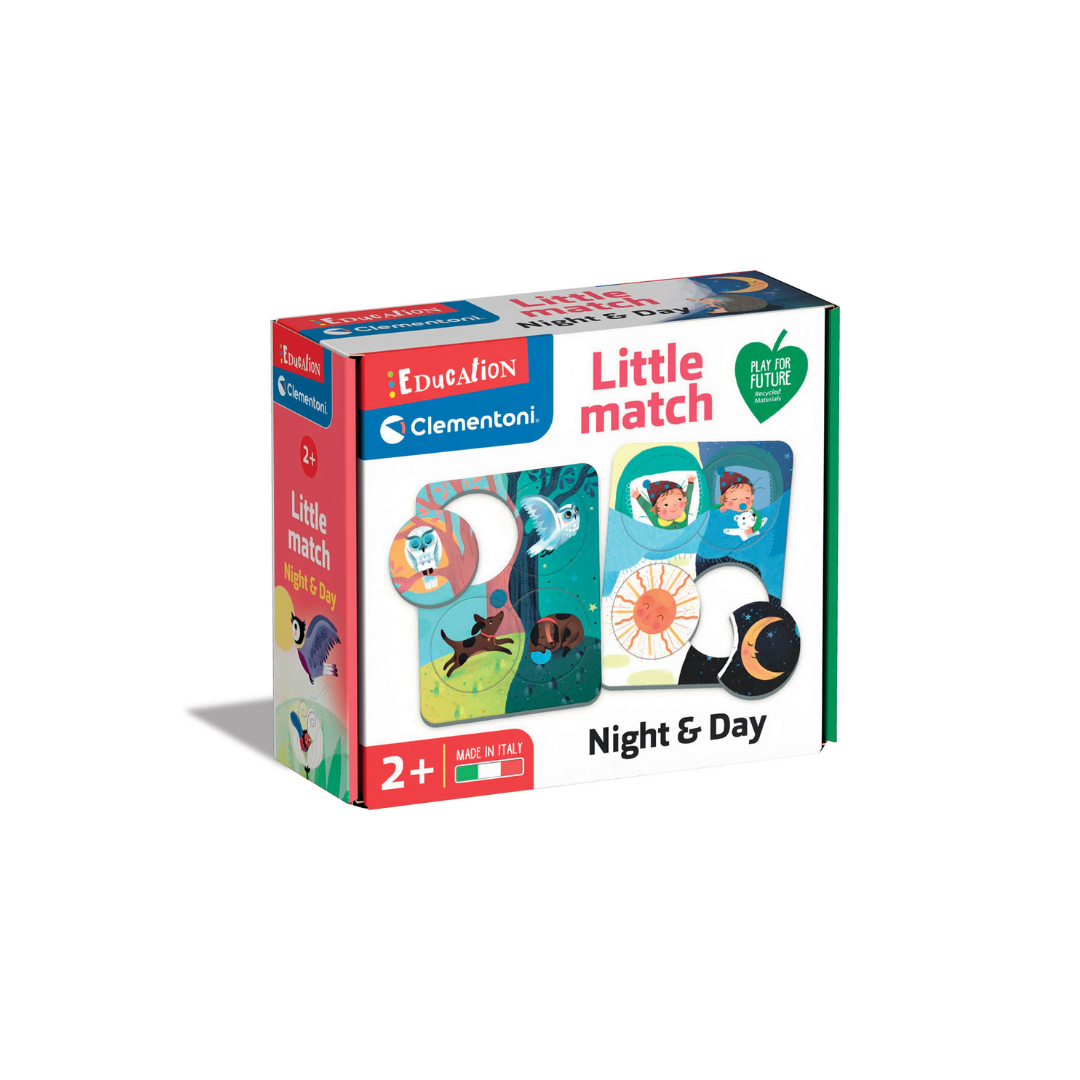 EDUCATION
Clementoni.
Little
match
Night & Day
EDUCATION
Clementoni.
2+
Little
match
Night & Day
EDUCATION
Clementoni®
Little
match
PLAY FOR
FUTURE
Recycled
Materials
Night & Day
2+
MADE IN ITALY